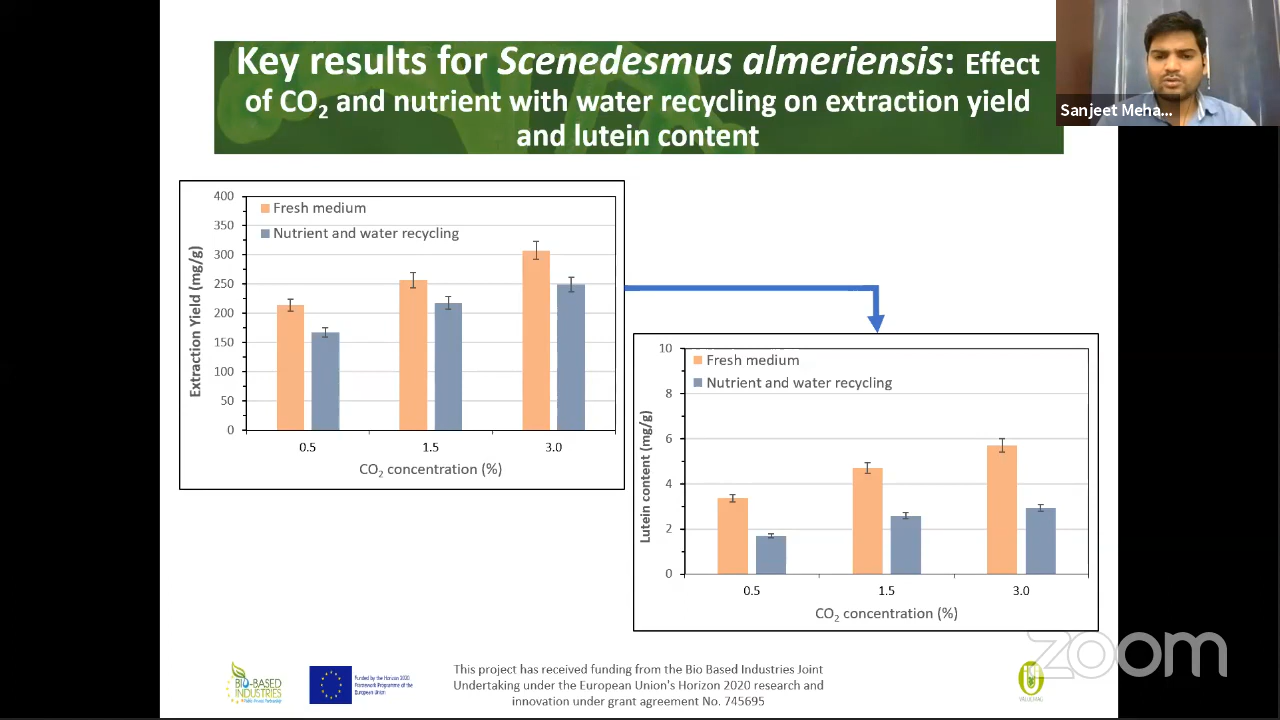 Key results for Scenedesmus almeriensis: Effect
of CO₂ and nutrient with water recycling on extraction yield
and lutein content
Sanjeet Meha...
400
350
300
250
200
150
100
50
0
Extraction Yield (mg/g)
Fresh medium
Nutrient and water recycling
0.5
1.5
3.0
CO₂ concentration (%)
10
8
6
4
2
0
Lutein content (mg/g)
Fresh medium
Nutrient and water recycling
0.5
1.5
3.0
CO₂ concentration (%)
BIO-BASED
INDUSTRIES
Public-Private Partnership
Funded by the Horizon 2020
Framework Programme of the
European Union
This project has received funding from the Bio Based Industries Joint
Undertaking under the European Union's Horizon 2020 research and
innovation under grant agreement No. 745695
zoom